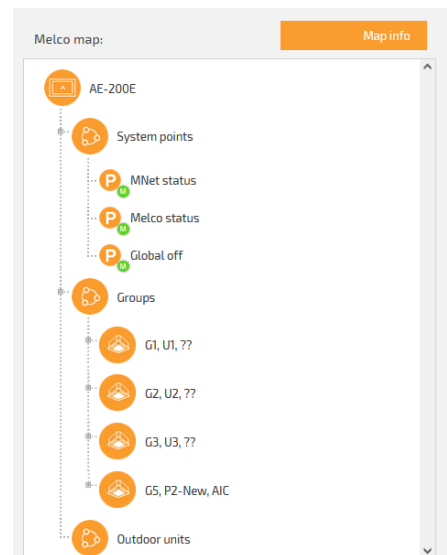 Melco map:
Map info
A
AE-200E
System points
P
M
MNet status
P
M
Melco status
P
M
Global off
Groups
G1, U1, ??
G2, U2, ??
G3, U3, ??
G5, P2-New, AIC
Outdoor units